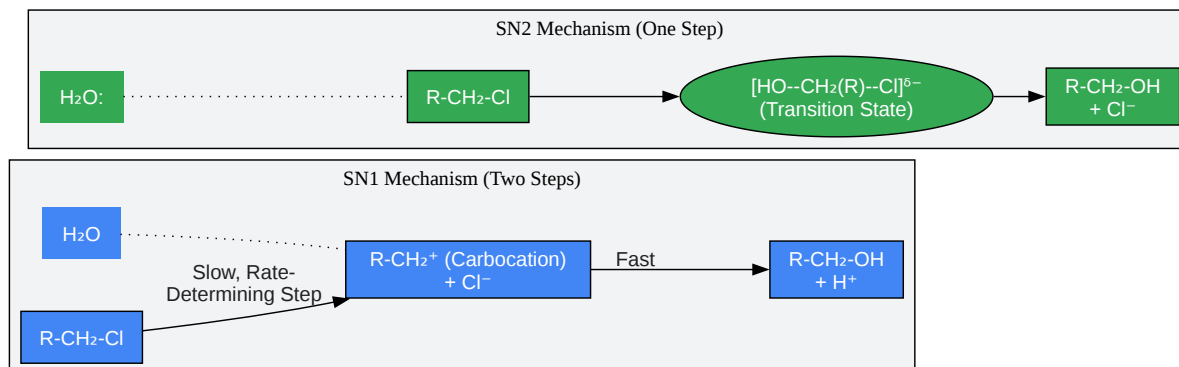 SN2 Mechanism (One Step)
H₂O:
R-CH₂-Cl
[HO--CH₂(R)--Cl]ᵟ⁻
(Transition State)
R-CH₂-OH
+ Cl⁻
SN1 Mechanism (Two Steps)
H₂O
R-CH₂-Cl
Slow, Rate-
Determining Step
R-CH₂⁺ (Carbocation)
+ Cl⁻
Fast
R-CH₂-OH
+ H⁺